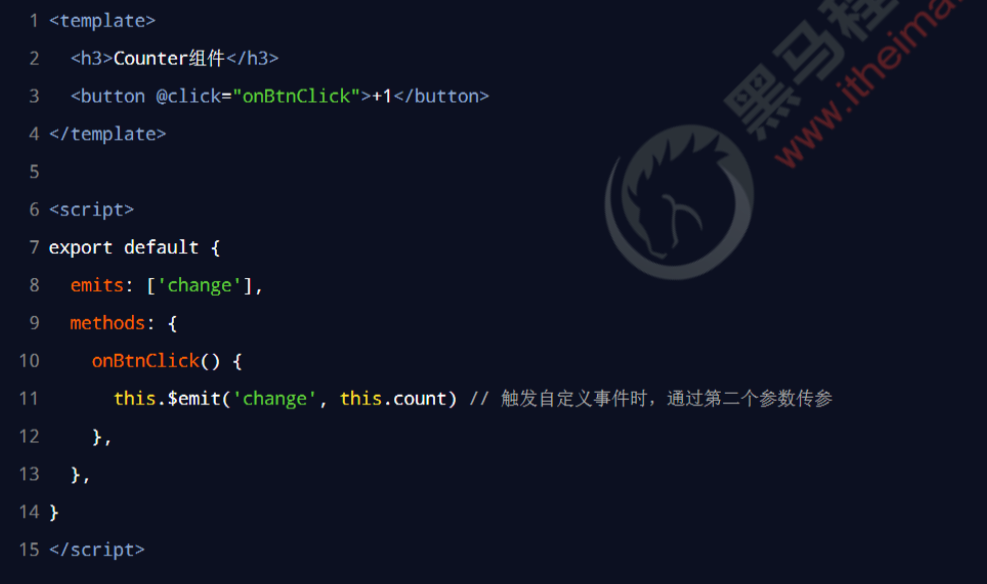 1 <template>
2   <h3>Counter组件</h3>
3   <button @click="onBtnClick">+1</button>
4 </template>
5
6 <script>
7 export default {
8   emits: ['change'],
9   methods: {
10     onBtnClick() {
11       this.$emit('change', this.count) // 触发自定义事件时，通过第二个参数传参
12     },
13   },
14 }
15 </script>
黑马程
www.itheima